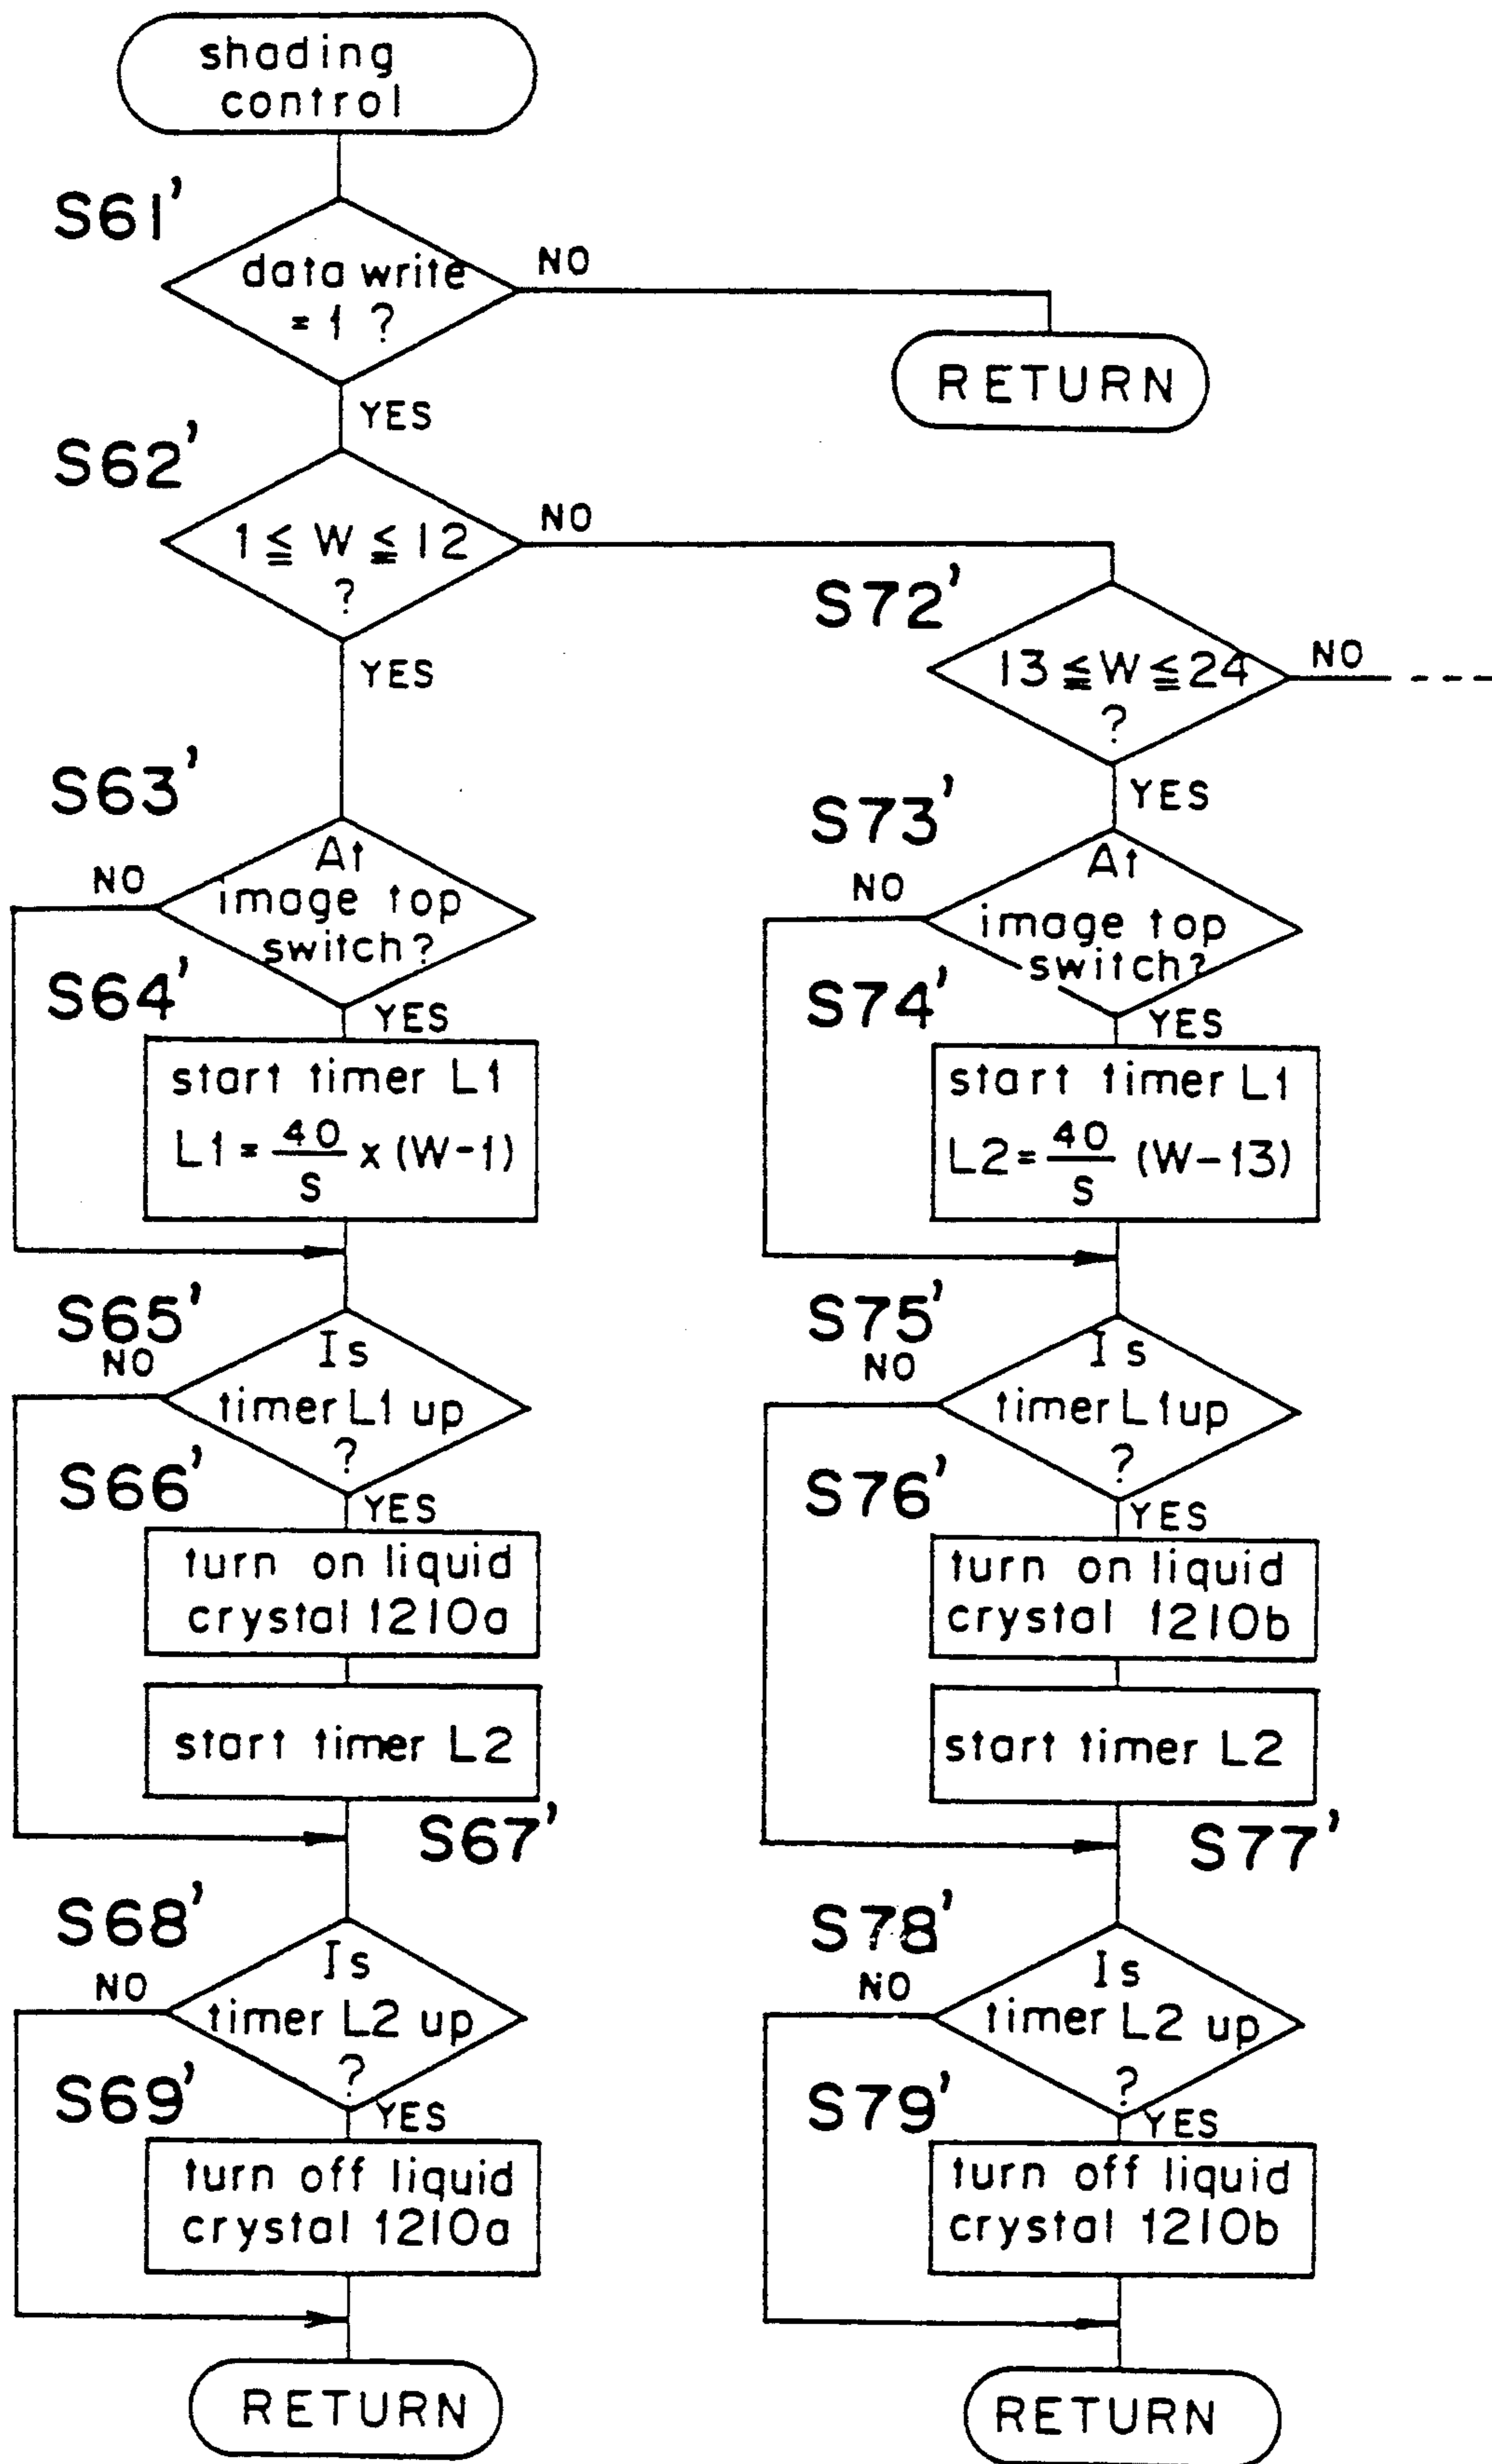 shading
control
S61'
data write
= 1 ?
NO
RETURN
YES
S62'
1 ≦ W ≦ 12
?
NO
YES
S72'
13 ≦ W ≦ 24
?
NO
YES
S63'
At
image top
switch?
NO
YES
S64'
start timer L1
L1 = 40/S x (W-1)
S65'
Is
timer L1 up
?
NO
YES
S66'
turn on liquid
crystal 1210a
start timer L2
S67'
S68'
Is
timer L2 up
?
NO
YES
S69'
turn off liquid
crystal 1210a
RETURN
S73'
At
image top
switch?
NO
YES
S74'
start timer L1
L2 = 40/S (W-13)
S75'
Is
timer L1 up
?
NO
YES
S76'
turn on liquid
crystal 1210b
start timer L2
S77'
S78'
Is
timer L2 up
?
NO
YES
S79'
turn off liquid
crystal 1210b
RETURN